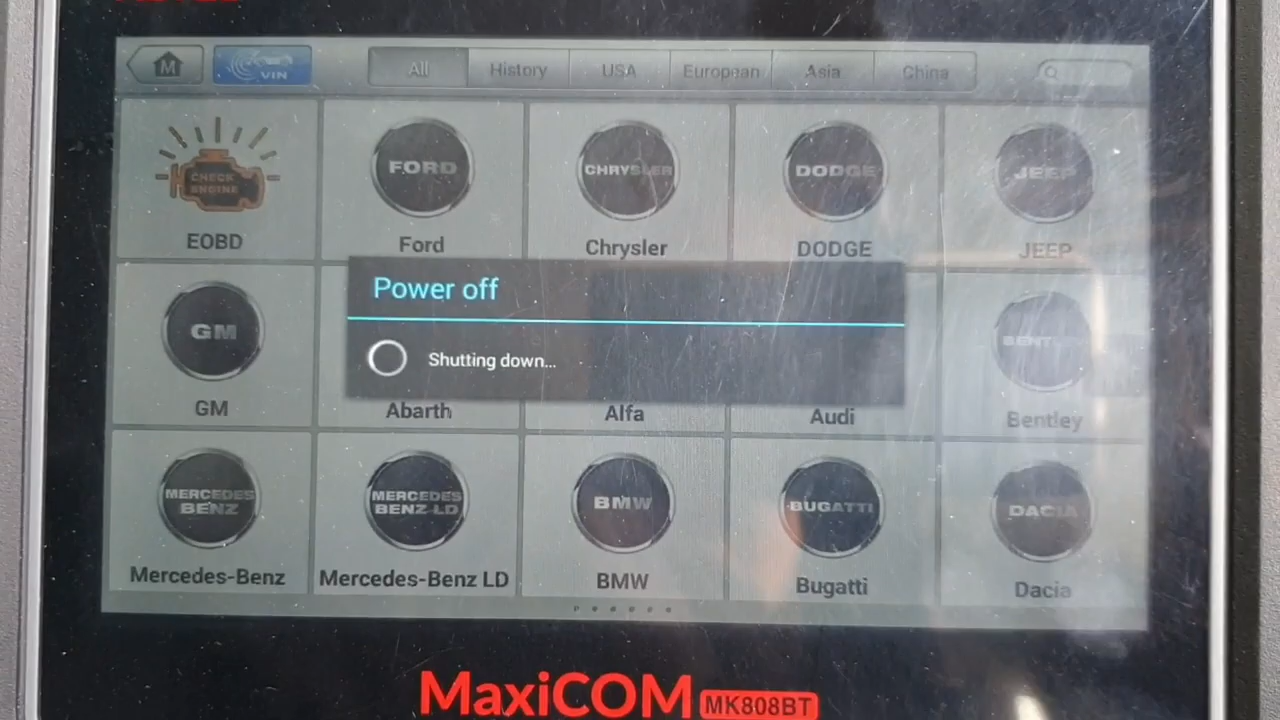 M
VIN
All
History
USA
European
Asia
China
CHECK
ENGINE
EOBD
FORD
Ford
CHRYSLER
Chrysler
DODGE
DODGE
JEEP
JEEP
Power off
Shutting down...
GM
GM
Abarth
Alfa
Audi
BENTLEY
Bentley
MERCEDES
BENZ
Mercedes-Benz
MERCEDES
BENZ-LD
Mercedes-Benz LD
BMW
BMW
BUGATTI
Bugatti
DACIA
Dacia
MaxiCOM MK808BT